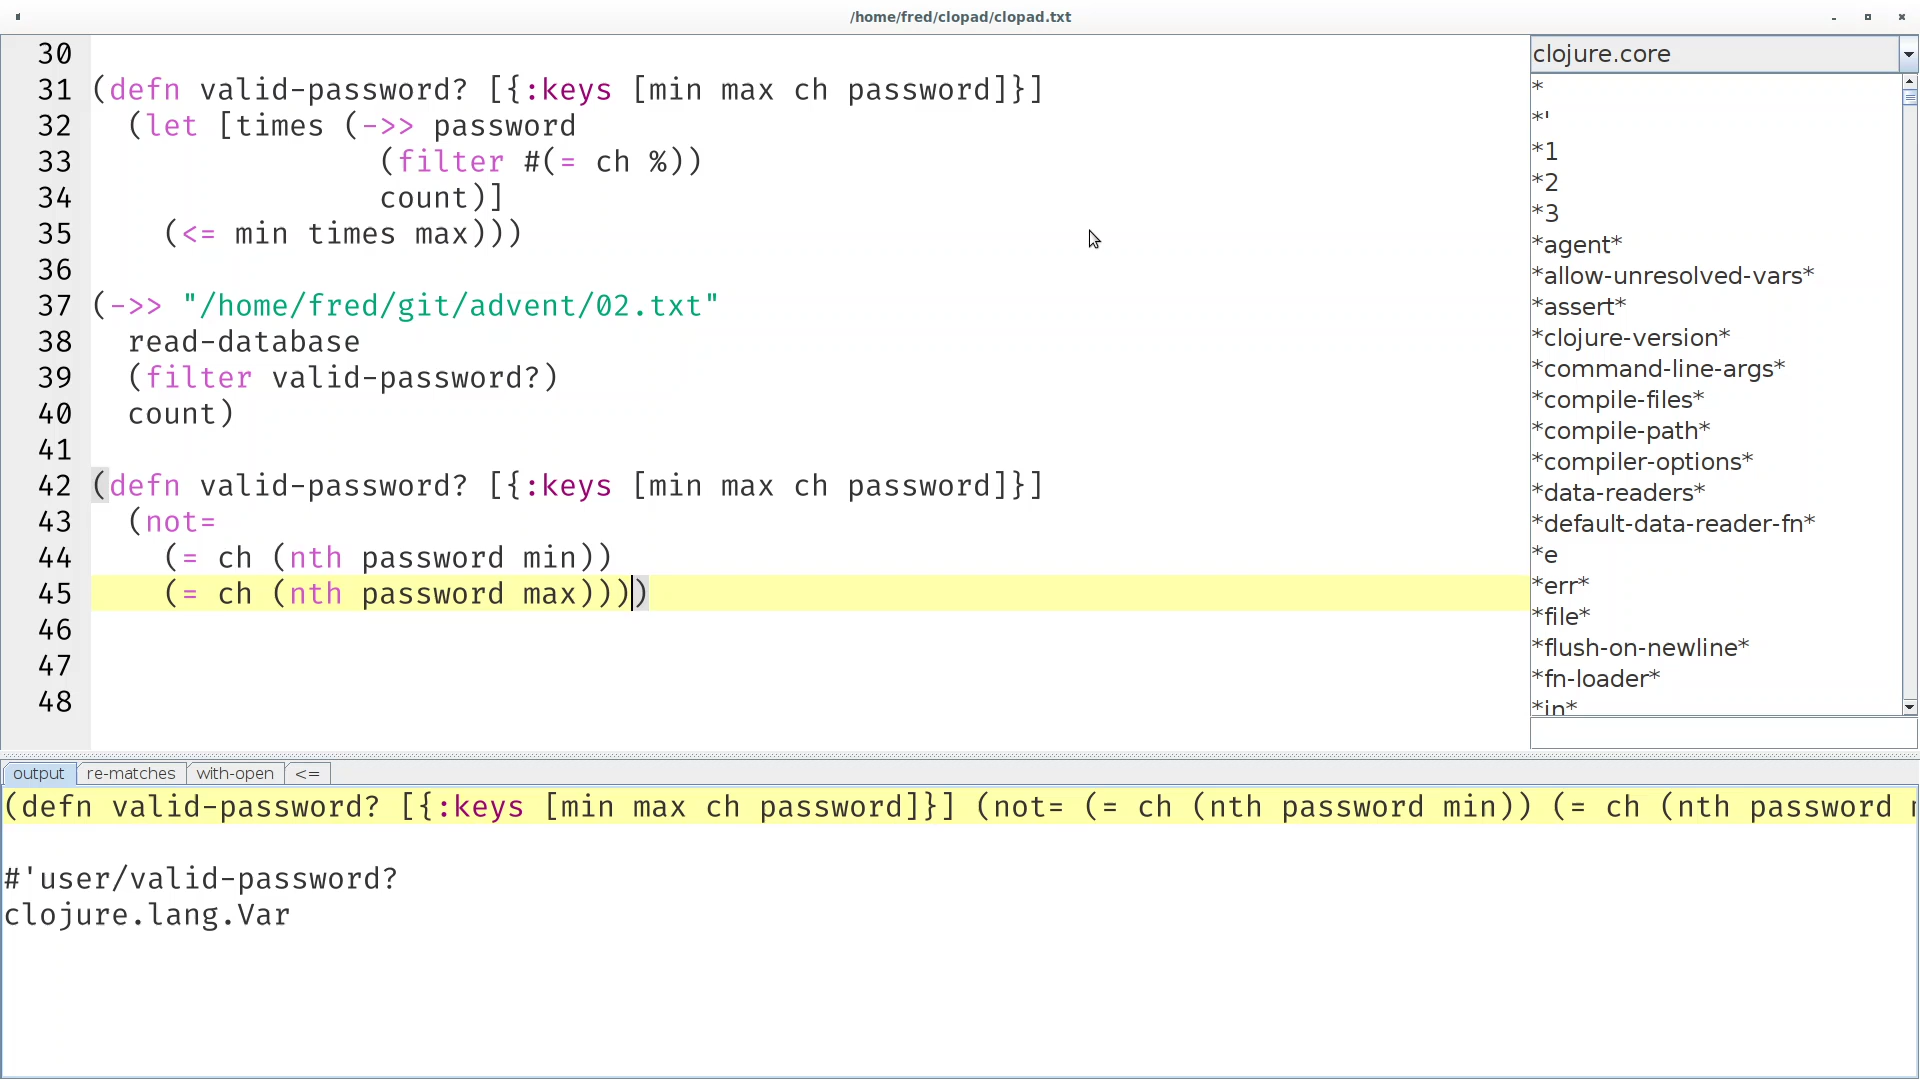 /home/fred/clopad/clopad.txt
30
31 (defn valid-password? [{:keys [min max ch password]}]
32   (let [times (->> password
33                 (filter #(= ch %))
34                 count)]
35     (<= min times max)))
36
37 (->> "/home/fred/git/advent/02.txt"
38   read-database
39   (filter valid-password?)
40   count)
41
42 (defn valid-password? [{:keys [min max ch password]}]
43   (not=
44     (= ch (nth password min))
45     (= ch (nth password max))))
46
47
48
clojure.core
*
*'
*1
*2
*3
*agent*
*allow-unresolved-vars*
*assert*
*clojure-version*
*command-line-args*
*compile-files*
*compile-path*
*compiler-options*
*data-readers*
*default-data-reader-fn*
*e
*err*
*file*
*flush-on-newline*
*fn-loader*
*in*
output re-matches with-open <=
(defn valid-password? [{:keys [min max ch password]}] (not= (= ch (nth password min)) (= ch (nth password
#'user/valid-password?
clojure.lang.Var